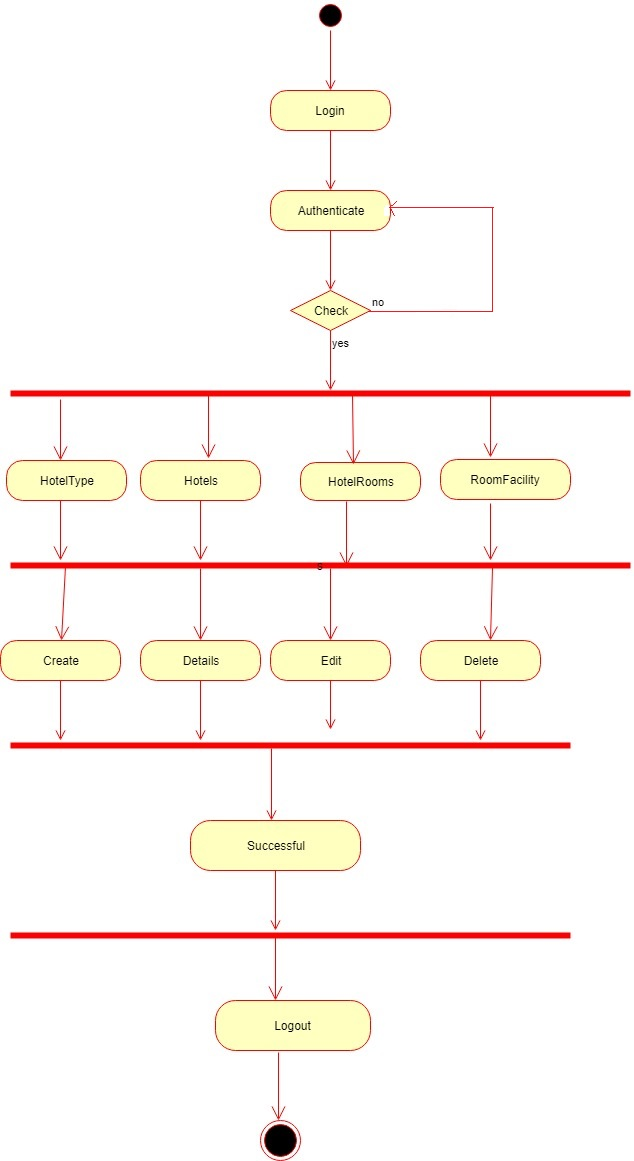 Login
Authenticate
Check
no
yes
HotelType
Hotels
HotelRooms
RoomFacility
s
Create
Details
Edit
Delete
Successful
Logout